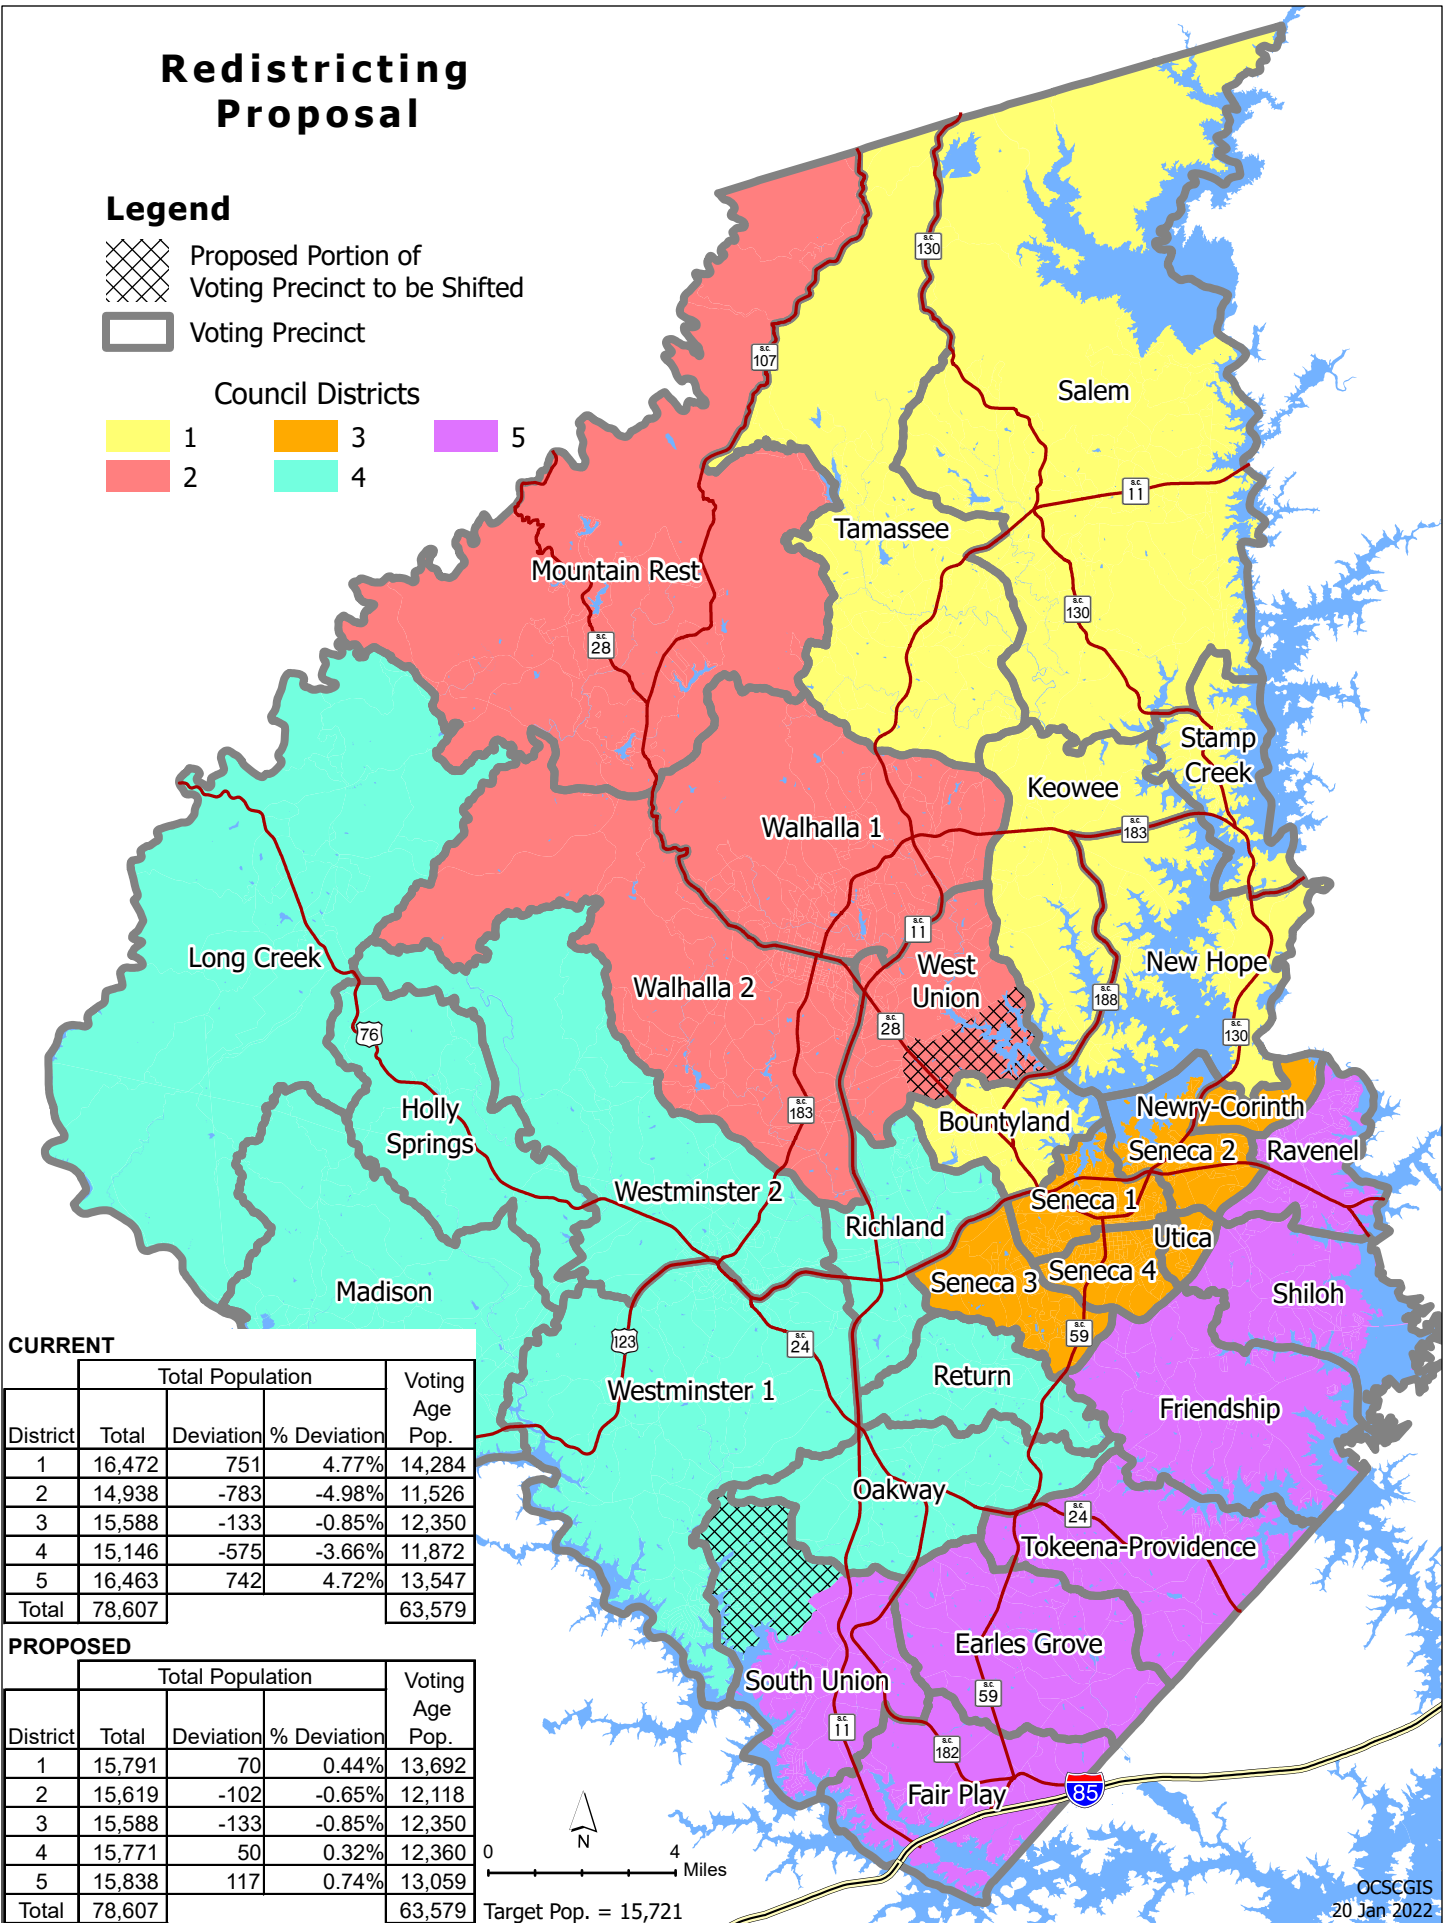 Redistricting
Proposal
Legend
Proposed Portion of
Voting Precinct to be Shifted
Voting Precinct
Council Districts
1 3 5
2 4
S.C.
130
S.C.
107
Salem
S.C.
11
Tamassee
Mountain Rest
S.C.
130
S.C.
28
Stamp
Creek
Keowee
Walhalla 1
S.C.
183
S.C.
11
Long Creek
West
Union
New Hope
Walhalla 2
S.C.
188
S.C.
28
76
S.C.
130
Holly
Springs
S.C.
183
Newry-Corinth
Bountyland
Seneca 2
Ravenel
Westminster 2
Seneca 1
Richland
Utica
Seneca 4
Seneca 3
Madison
Shiloh
123
S.C.
24
S.C.
59
Return
Westminster 1
Friendship
Oakway
S.C.
24
Tokeena-Providence
Earles Grove
South Union
S.C.
59
S.C.
11
S.C.
182
Fair Play
85
CURRENT
Total Population Voting Age Pop.
District Total Deviation % Deviation
1 16,472 751 4.77% 14,284
2 14,938 -783 -4.98% 11,526
3 15,588 -133 -0.85% 12,350
4 15,146 -575 -3.66% 11,872
5 16,463 742 4.72% 13,547
Total 78,607 63,579
PROPOSED
Total Population Voting Age Pop.
District Total Deviation % Deviation
1 15,791 70 0.44% 13,692
2 15,619 -102 -0.65% 12,118
3 15,588 -133 -0.85% 12,350
4 15,771 50 0.32% 12,360
5 15,838 117 0.74% 13,059
Total 78,607 63,579
N
0 4
Miles
Target Pop. = 15,721
OCSCGIS
20 Jan 2022